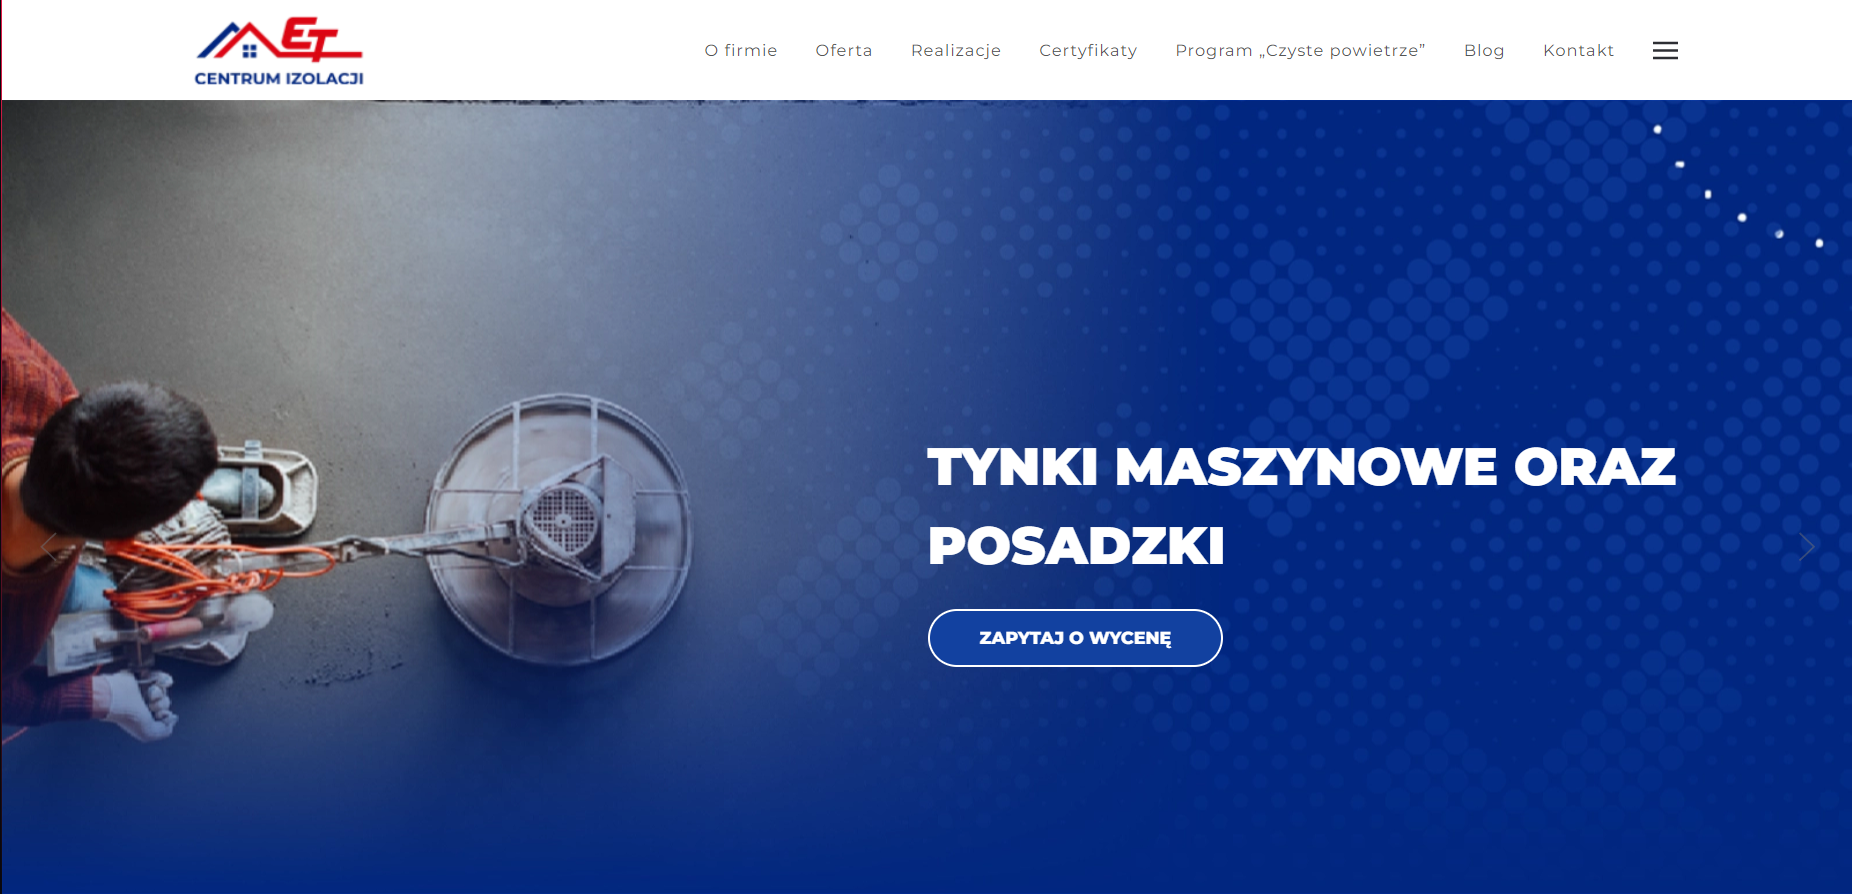 ET
CENTRUM IZOLACJI
O firmie
Oferta
Realizacje
Certyfikaty
Program „Czyste powietrze”
Blog
Kontakt
TYNKI MASZYNOWE ORAZ
POSADZKI
ZAPYTAJ O WYCENĘ